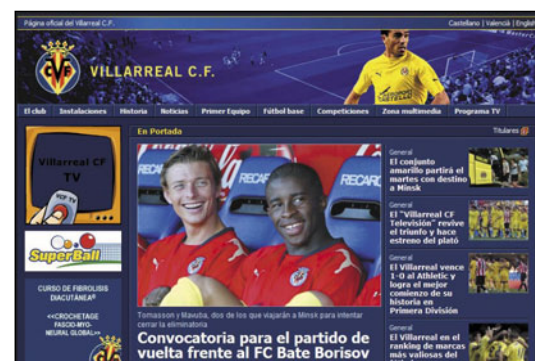 Página oficial del Villarreal C.F.
Castellano | Valencià | English
VILLARREAL C.F.
El club Instalaciones Historia Noticias Primer Equipo Fútbol base Competiciones Zona multimedia Programa TV
Villarreal CF
TV
VCF TV
SuperBall
CURSO DE FIBROLISIS
DIACUTÁNEA®
<<CROCHETAGE
FASCIO-MYO-
NEURAL GLOBAL>>
En Portada
RECARO
RECARO
Tomasson y Mavuba, dos de los que viajarán a Minsk para intentar
cerrar la eliminatoria
Convocatoria para el partido de
vuelta frente al FC Bate Borisov
Titulares
General
El conjunto
amarillo partirá el
martes con destino
a Minsk
General
El "Villarreal CF
Televisión" revive
el triunfo y hace
estreno del plató
General
El Villarreal vence
1-0 al Athletic y
logra el mejor
comienzo de su
historia en
Primera División
General
El Villarreal en el
ranking de marcas
más valiosas del